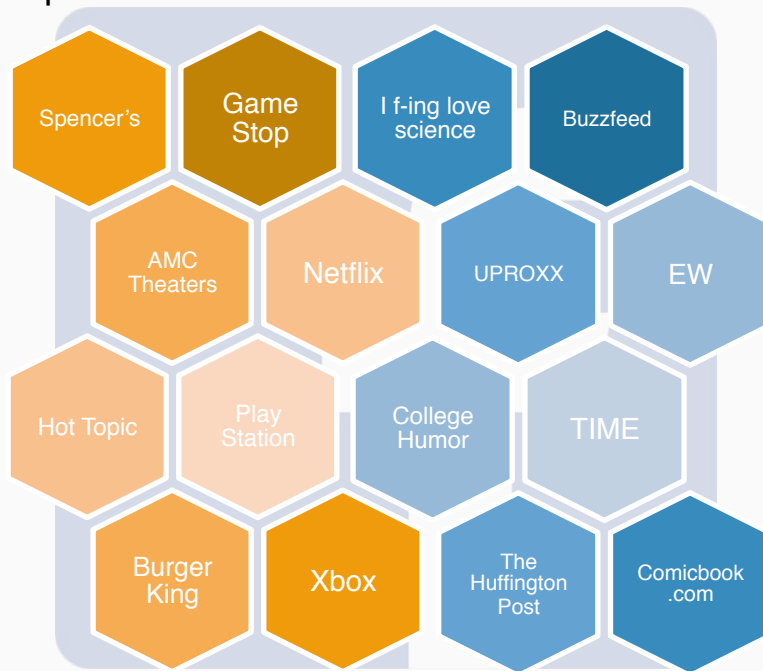 Spencer's
Game
Stop
I f-ing love
science
Buzzfeed
AMC
Theaters
Netflix
UPROXX
EW
Hot Topic
Play
Station
College
Humor
TIME
Burger
King
Xbox
The
Huffington
Post
Comicbook
.com